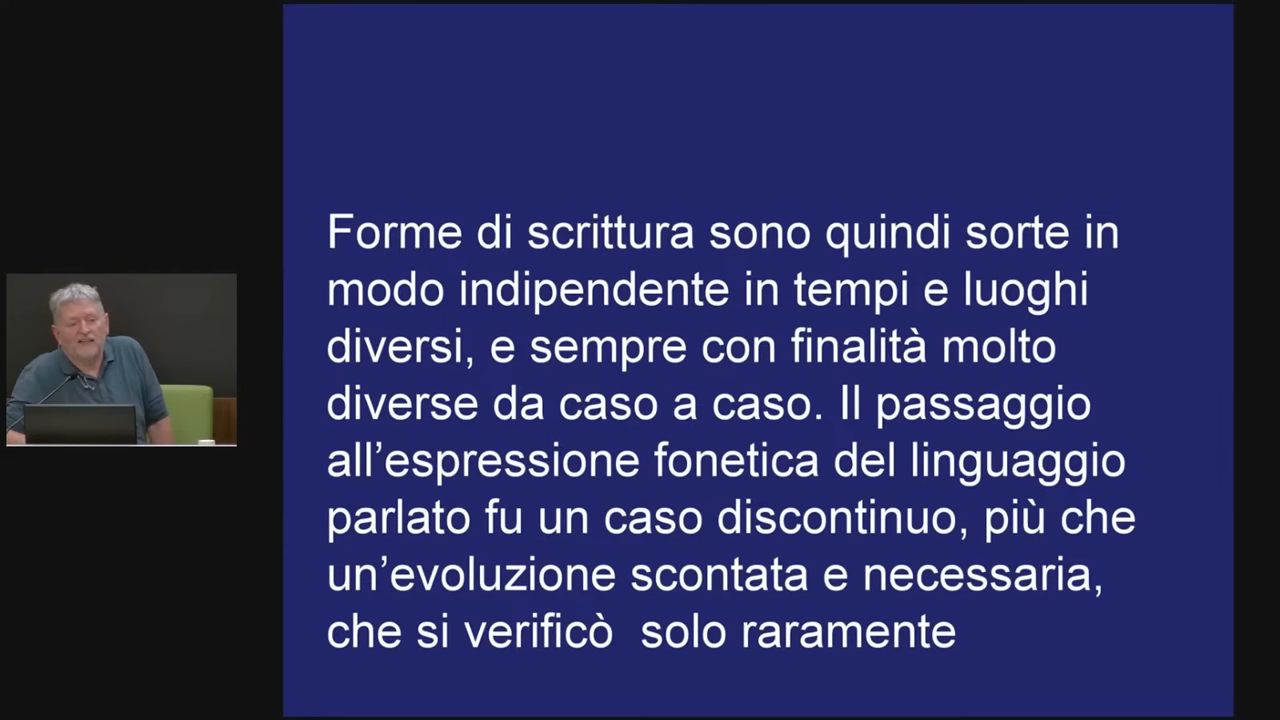 Forme di scrittura sono quindi sorte in
modo indipendente in tempi e luoghi
diversi, e sempre con finalità molto
diverse da caso a caso. Il passaggio
all’espressione fonetica del linguaggio
parlato fu un caso discontinuo, più che
un’evoluzione scontata e necessaria,
che si verificò  solo raramente